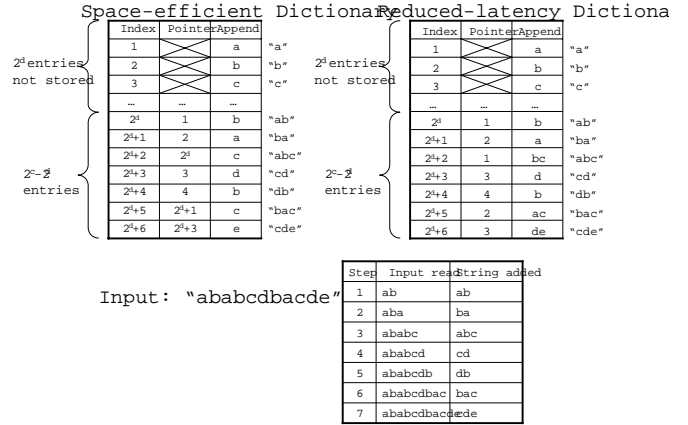 Space-efficient Dictionary
Reduced-latency Dictiona
Index Pointer Append
1 a "a"
2 b "b"
3 c "c"
… … …
2ᵈ 1 b "ab"
2ᵈ+1 2 a "ba"
2ᵈ+2 2ᵈ c "abc"
2ᵈ+3 3 d "cd"
2ᵈ+4 4 b "db"
2ᵈ+5 2ᵈ+1 c "bac"
2ᵈ+6 2ᵈ+3 e "cde"
2ᵈ entries
not stored
2ᶜ-2ᵈ
entries
Index Pointer Append
1 a "a"
2 b "b"
3 c "c"
… … …
2ᵈ 1 b "ab"
2ᵈ+1 2 a "ba"
2ᵈ+2 1 bc "abc"
2ᵈ+3 3 d "cd"
2ᵈ+4 4 b "db"
2ᵈ+5 2 ac "bac"
2ᵈ+6 3 de "cde"
2ᵈ entries
not stored
2ᶜ-2ᵈ
entries
Input: "ababcdbacde"
Step Input read String added
1 ab ab
2 aba ba
3 ababc abc
4 ababcd cd
5 ababcdb db
6 ababcdbac bac
7 ababcdbacde cde